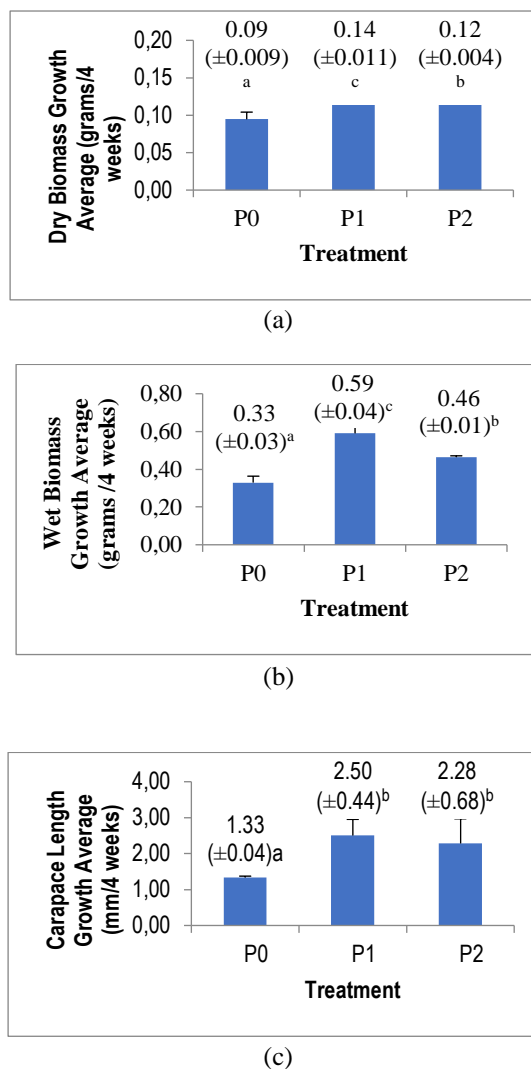 0.09 0.14 0.12
(±0.009) (±0.011) (±0.004)
a c b
Dry Biomass Growth
Average (grams/4
weeks)
0,20
0,15
0,10
0,05
0,00
P0 P1 P2
Treatment
(a)
Wet Biomass
Growth Average
(grams /4 weeks)
0,80
0,60
0,40
0,20
0,00
0.33
(±0.03)a
0.59
(±0.04)c
0.46
(±0.01)b
P0 P1 P2
Treatment
(b)
Carapace Length
Growth Average
(mm/4 weeks)
4,00
3,00
2,00
1,00
0,00
1.33
(±0.04)a
2.50
(±0.44)b
2.28
(±0.68)b
P0 P1 P2
Treatment
(c)